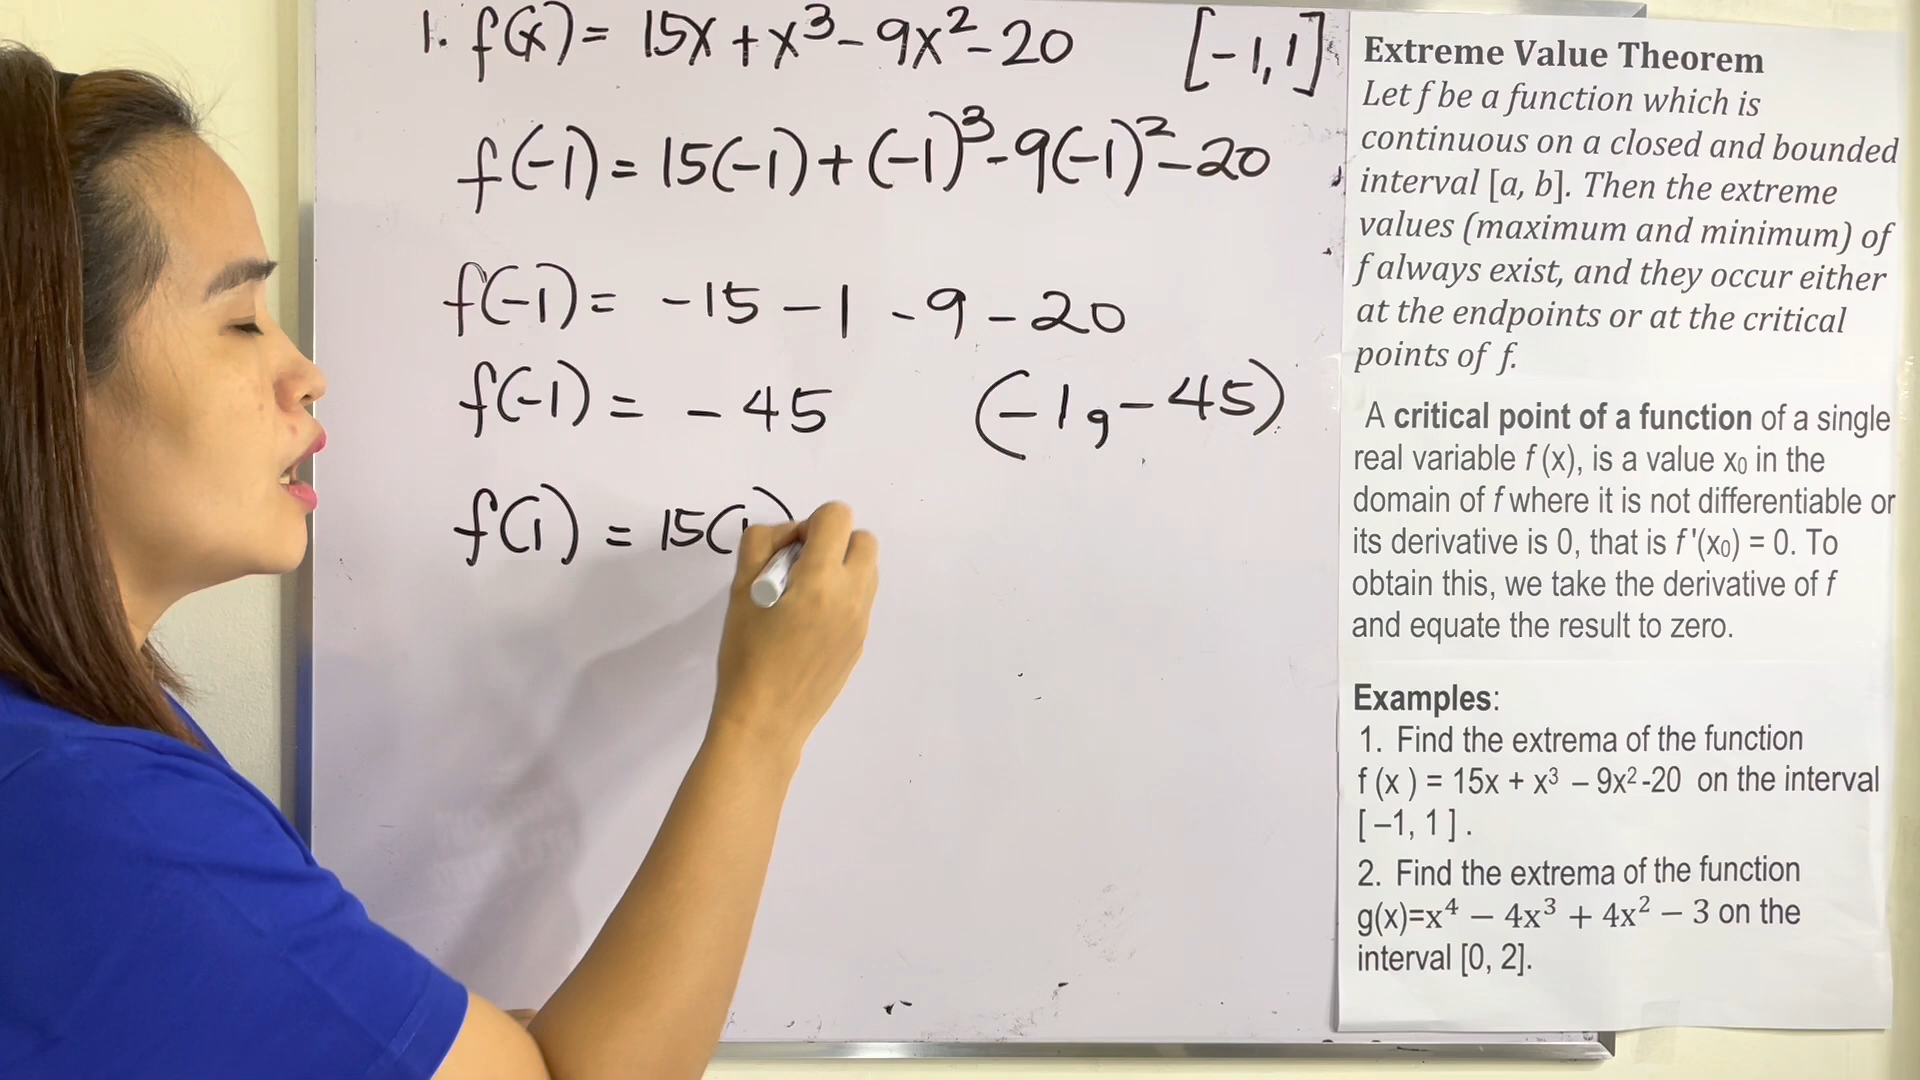 1. f(x) = 15x + x³ - 9x² - 20 [-1, 1]
f(-1) = 15(-1) + (-1)³ - 9(-1)² - 20
f(-1) = -15 - 1 - 9 - 20
f(-1) = -45 (-1, -45)
f(1) = 15(1)
Extreme Value Theorem
Let f be a function which is
continuous on a closed and bounded
interval [a, b]. Then the extreme
values (maximum and minimum) of
f always exist, and they occur either
at the endpoints or at the critical
points of f.
A critical point of a function of a single
real variable f (x), is a value x₀ in the
domain of f where it is not differentiable or
its derivative is 0, that is f '(x₀) = 0. To
obtain this, we take the derivative of f
and equate the result to zero.
Examples:
1. Find the extrema of the function
f (x ) = 15x + x³ – 9x² -20 on the interval
[ –1, 1 ] .
2. Find the extrema of the function
g(x)=x⁴ − 4x³ + 4x² − 3 on the
interval [0, 2].